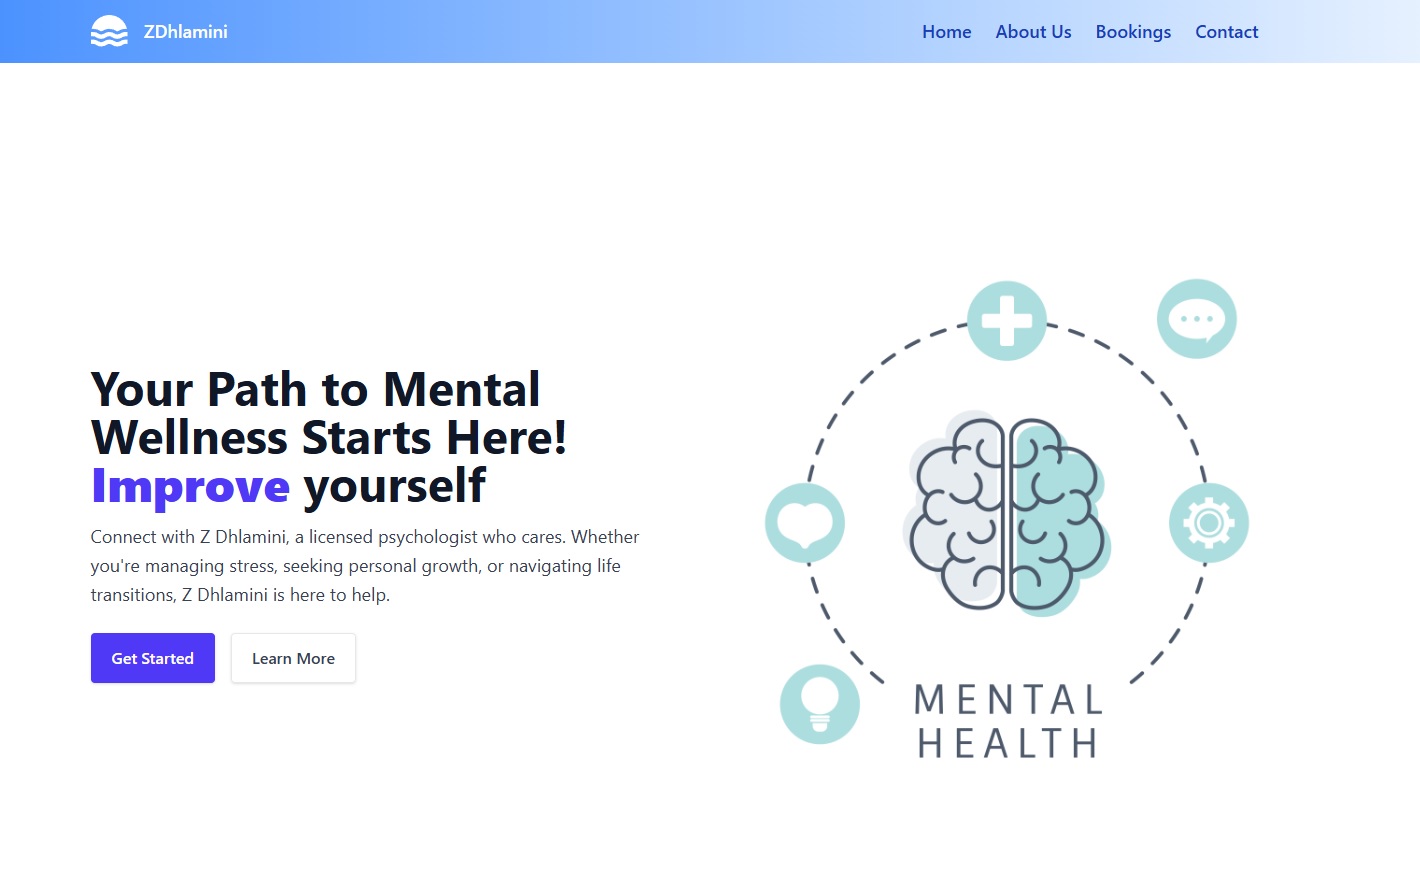 ZDhlamini
Home About Us Bookings Contact
Your Path to Mental
Wellness Starts Here!
Improve yourself
Connect with Z Dhlamini, a licensed psychologist who cares. Whether
you're managing stress, seeking personal growth, or navigating life
transitions, Z Dhlamini is here to help.
Get Started
Learn More
MENTAL
HEALTH